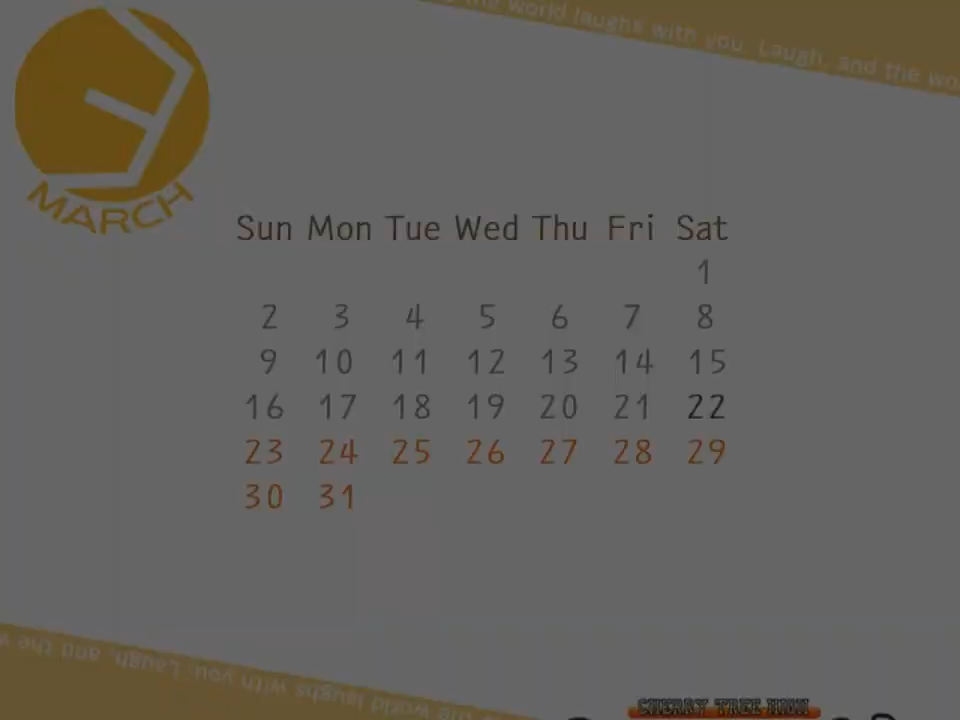 the world laughs with you. Laugh, and the wo
MARCH
Sun Mon Tue Wed Thu Fri Sat
1
2 3 4 5 6 7 8
9 10 11 12 13 14 15
16 17 18 19 20 21 22
23 24 25 26 27 28 29
30 31
the world laughs with you. Laugh, and the w
CHERRY TREE HIGH